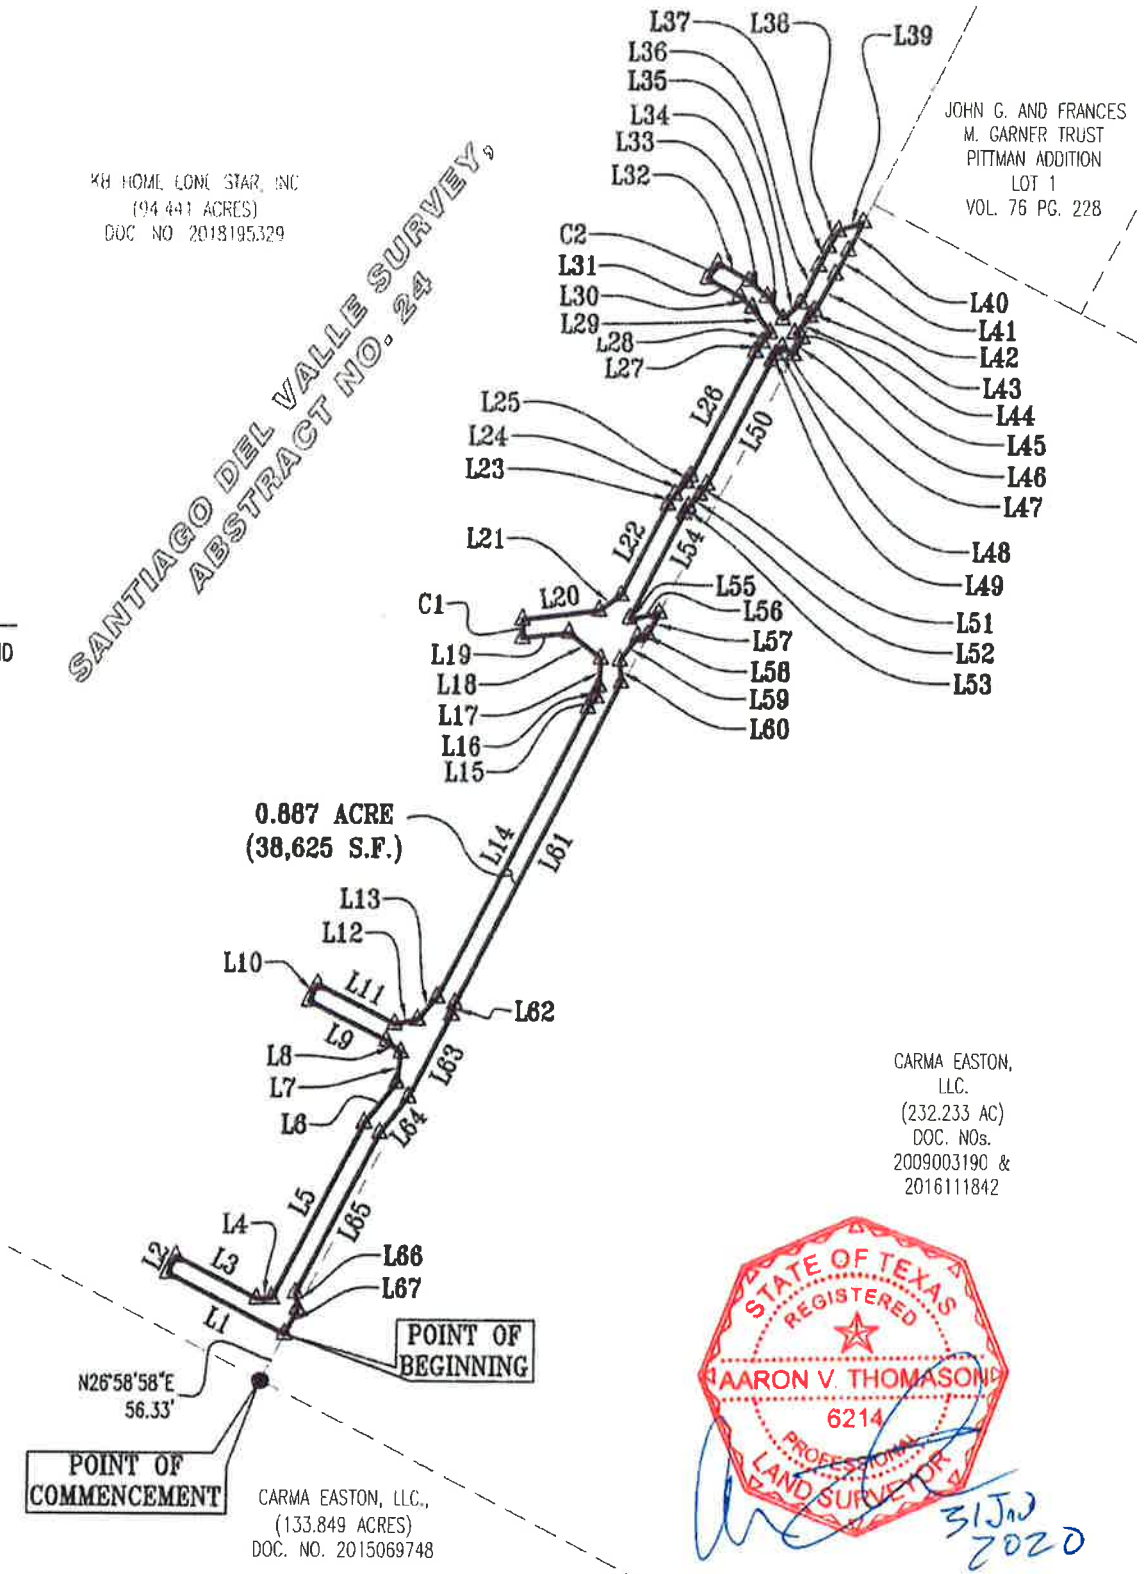 L37
L38
L39
L36
L35
L34
L33
L32
JOHN G. AND FRANCES
M. GARNER TRUST
PITTMAN ADDITION
LOT 1
VOL. 76 PG. 228
KB HOME LONE STAR, INC
(94.441 ACRES)
DOC NO 2018195329
SANTIAGO DEL VALLE SURVEY,
ABSTRACT NO. 24
C2
L31
L30
L29
L28
L27
L40
L41
L42
L43
L44
L45
L46
L47
L48
L49
L26
L50
L25
L24
L23
L22
L54
L21
L20
C1
L19
L18
L17
L16
L15
L55
L56
L57
L58
L59
L60
L51
L52
L53
0.887 ACRE
(38,625 S.F.)
L14
L61
L13
L12
L10
L11
L9
L8
L7
L6
L62
L63
L64
L5
L65
L4
L3
L2
L1
L66
L67
CARMA EASTON,
LLC.
(232.233 AC)
DOC. NOs.
2009003190 &
2016111842
POINT OF
BEGINNING
N26°58'58"E
56.33'
POINT OF
COMMENCEMENT
CARMA EASTON, LLC.,
(133.849 ACRES)
DOC. NO. 2015069748
STATE OF TEXAS
REGISTERED
AARON V. THOMASON
6214
PROFESSIONAL
LAND SURVEYOR
31 Jan
2020